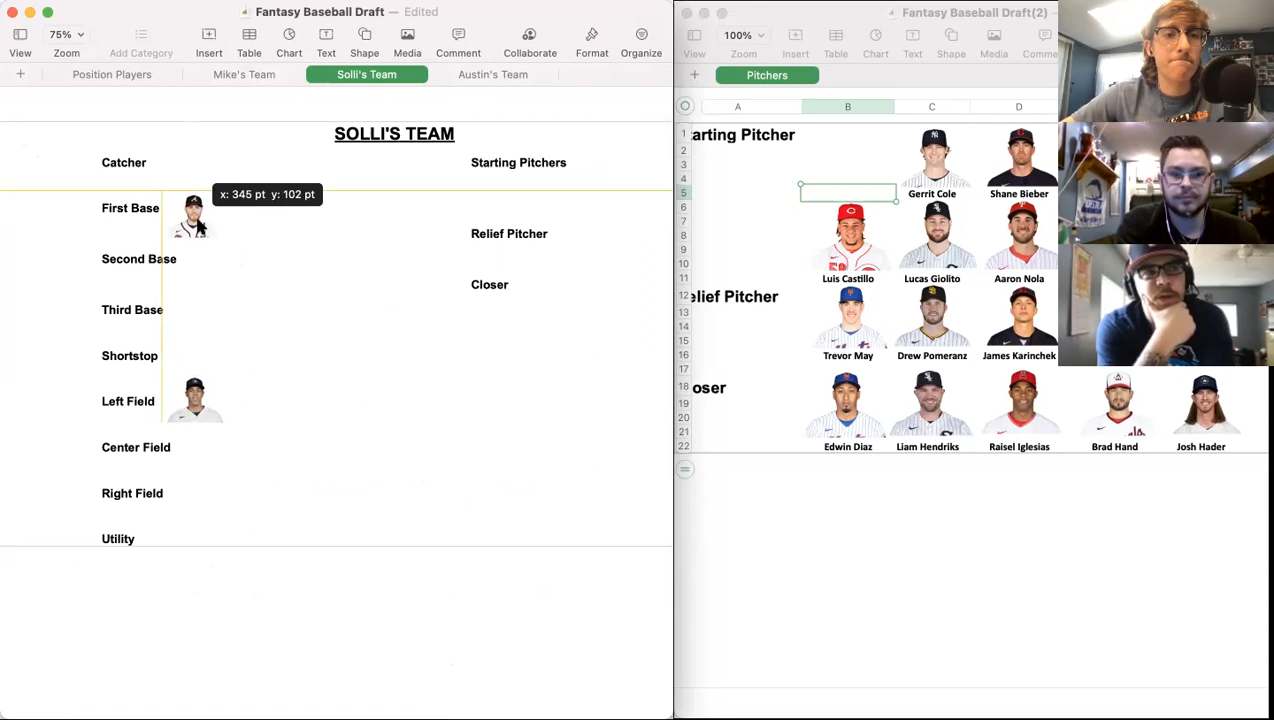 Fantasy Baseball Draft — Edited
75%
View Zoom Add Category Insert Table Chart Text Shape Media Comment Collaborate Format Organize
+ Position Players Mike's Team Solli's Team Austin's Team
SOLLI'S TEAM
Catcher
First Base
x: 345 pt y: 102 pt
Second Base
Third Base
Shortstop
Left Field
Center Field
Right Field
Utility
Starting Pitchers
Relief Pitcher
Closer
Fantasy Baseball Draft(2) —
100%
View Zoom Insert Table Chart Text Shape Media Comme
+ Pitchers
A B C D
1
2
3
4
5
6
7
8
9
10
11
12
13
14
15
16
17
18
19
20
21
22
tarting Pitcher
Gerrit Cole Shane Bieber
Luis Castillo Lucas Giolito Aaron Nola
elief Pitcher
Trevor May Drew Pomeranz James Karinchek
oser
Edwin Diaz Liam Hendriks Raisel Iglesias Brad Hand Josh Hader